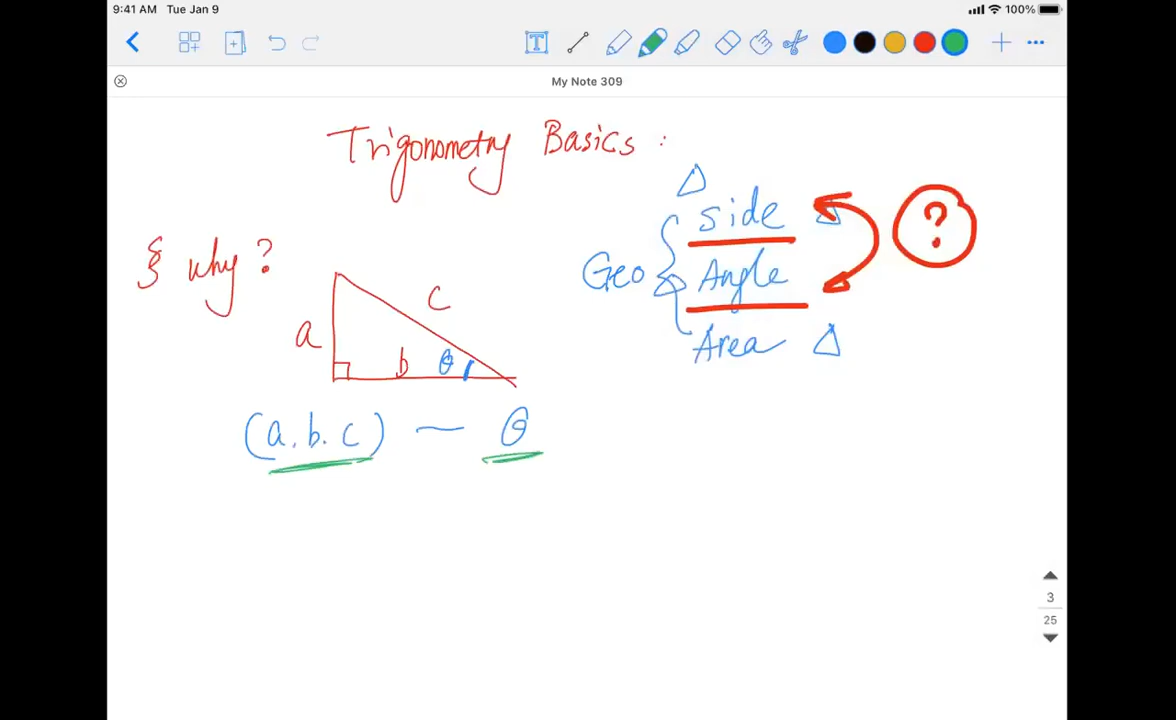 9:41 AM Tue Jan 9
100%
T
My Note 309
Trigonometry Basics :
§ why ?
Δ
Geo
side Δ
Angle
Area Δ
?
a
b
c
θ
(a.b.c) — θ
3
25